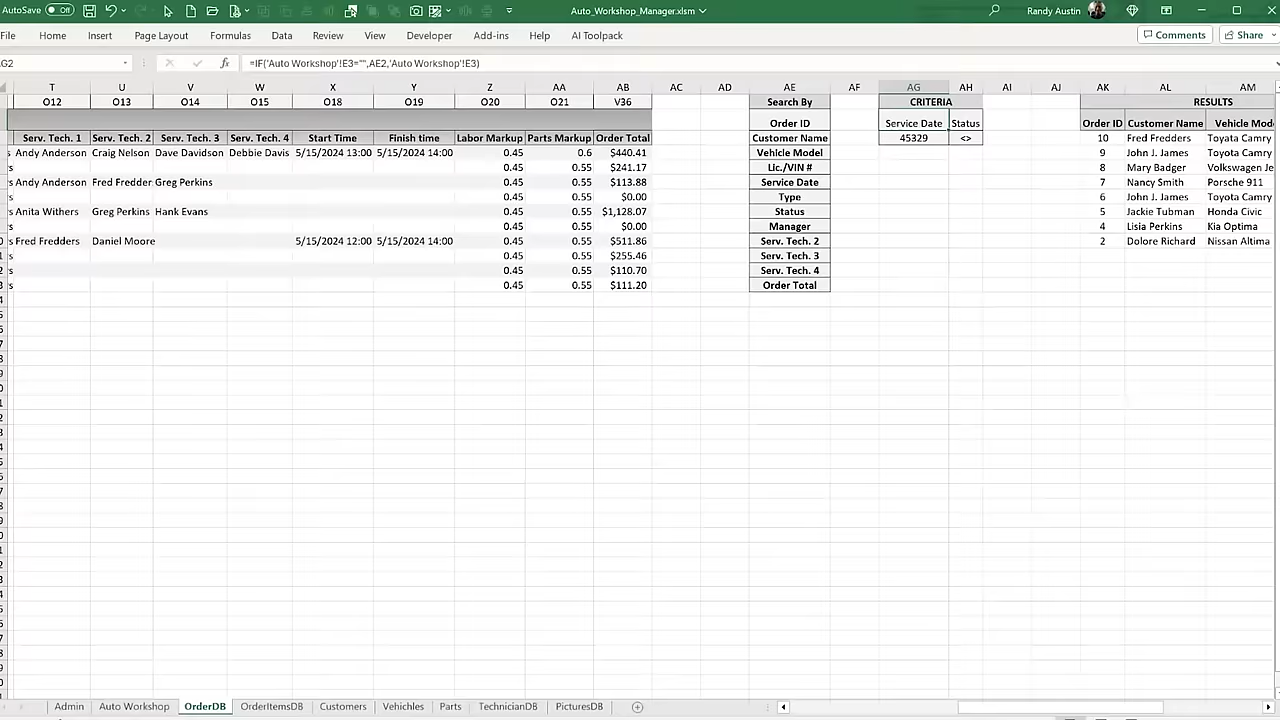 AutoSave Off Auto_Workshop_Manager.xlsm Randy Austin
File Home Insert Page Layout Formulas Data Review View Developer Add-ins Help AI Toolpack Comments Share
G2 fx =IF('Auto Workshop'!E3="",AE2,'Auto Workshop'!E3)
T U V W X Y Z AA AB AC AD AE AF AG AH AI AJ AK AL AM
O12 O13 O14 O15 O18 O19 O20 O21 V36 Search By CRITERIA RESULTS
Order ID Service Date Status Order ID Customer Name Vehicle Mode
Serv. Tech. 1 Serv. Tech. 2 Serv. Tech. 3 Serv. Tech. 4 Start Time Finish time Labor Markup Parts Markup Order Total Customer Name 45329 <> 10 Fred Fredders Toyota Camry
s Andy Anderson Craig Nelson Dave Davidson Debbie Davis 5/15/2024 13:00 5/15/2024 14:00 0.45 0.6 $440.41 Vehicle Model 9 John J. James Toyota Camry
s 0.45 0.55 $241.17 Lic./VIN # 8 Mary Badger Volkswagen Je
s Andy Anderson Fred Fredder Greg Perkins 0.45 0.55 $113.88 Service Date 7 Nancy Smith Porsche 911
s 0.45 0.55 $0.00 Type 6 John J. James Toyota Camry
s Anita Withers Greg Perkins Hank Evans 0.45 0.55 $1,128.07 Status 5 Jackie Tubman Honda Civic
s 0.45 0.55 $0.00 Manager 4 Lisia Perkins Kia Optima
s Fred Fredders Daniel Moore 5/15/2024 12:00 5/15/2024 14:00 0.45 0.55 $511.86 Serv. Tech. 2 2 Dolore Richard Nissan Altima
s 0.45 0.55 $255.46 Serv. Tech. 3
s 0.45 0.55 $110.70 Serv. Tech. 4
s 0.45 0.55 $111.20 Order Total
Admin Auto Workshop OrderDB OrderItemsDB Customers Vehichles Parts TechnicianDB PicturesDB